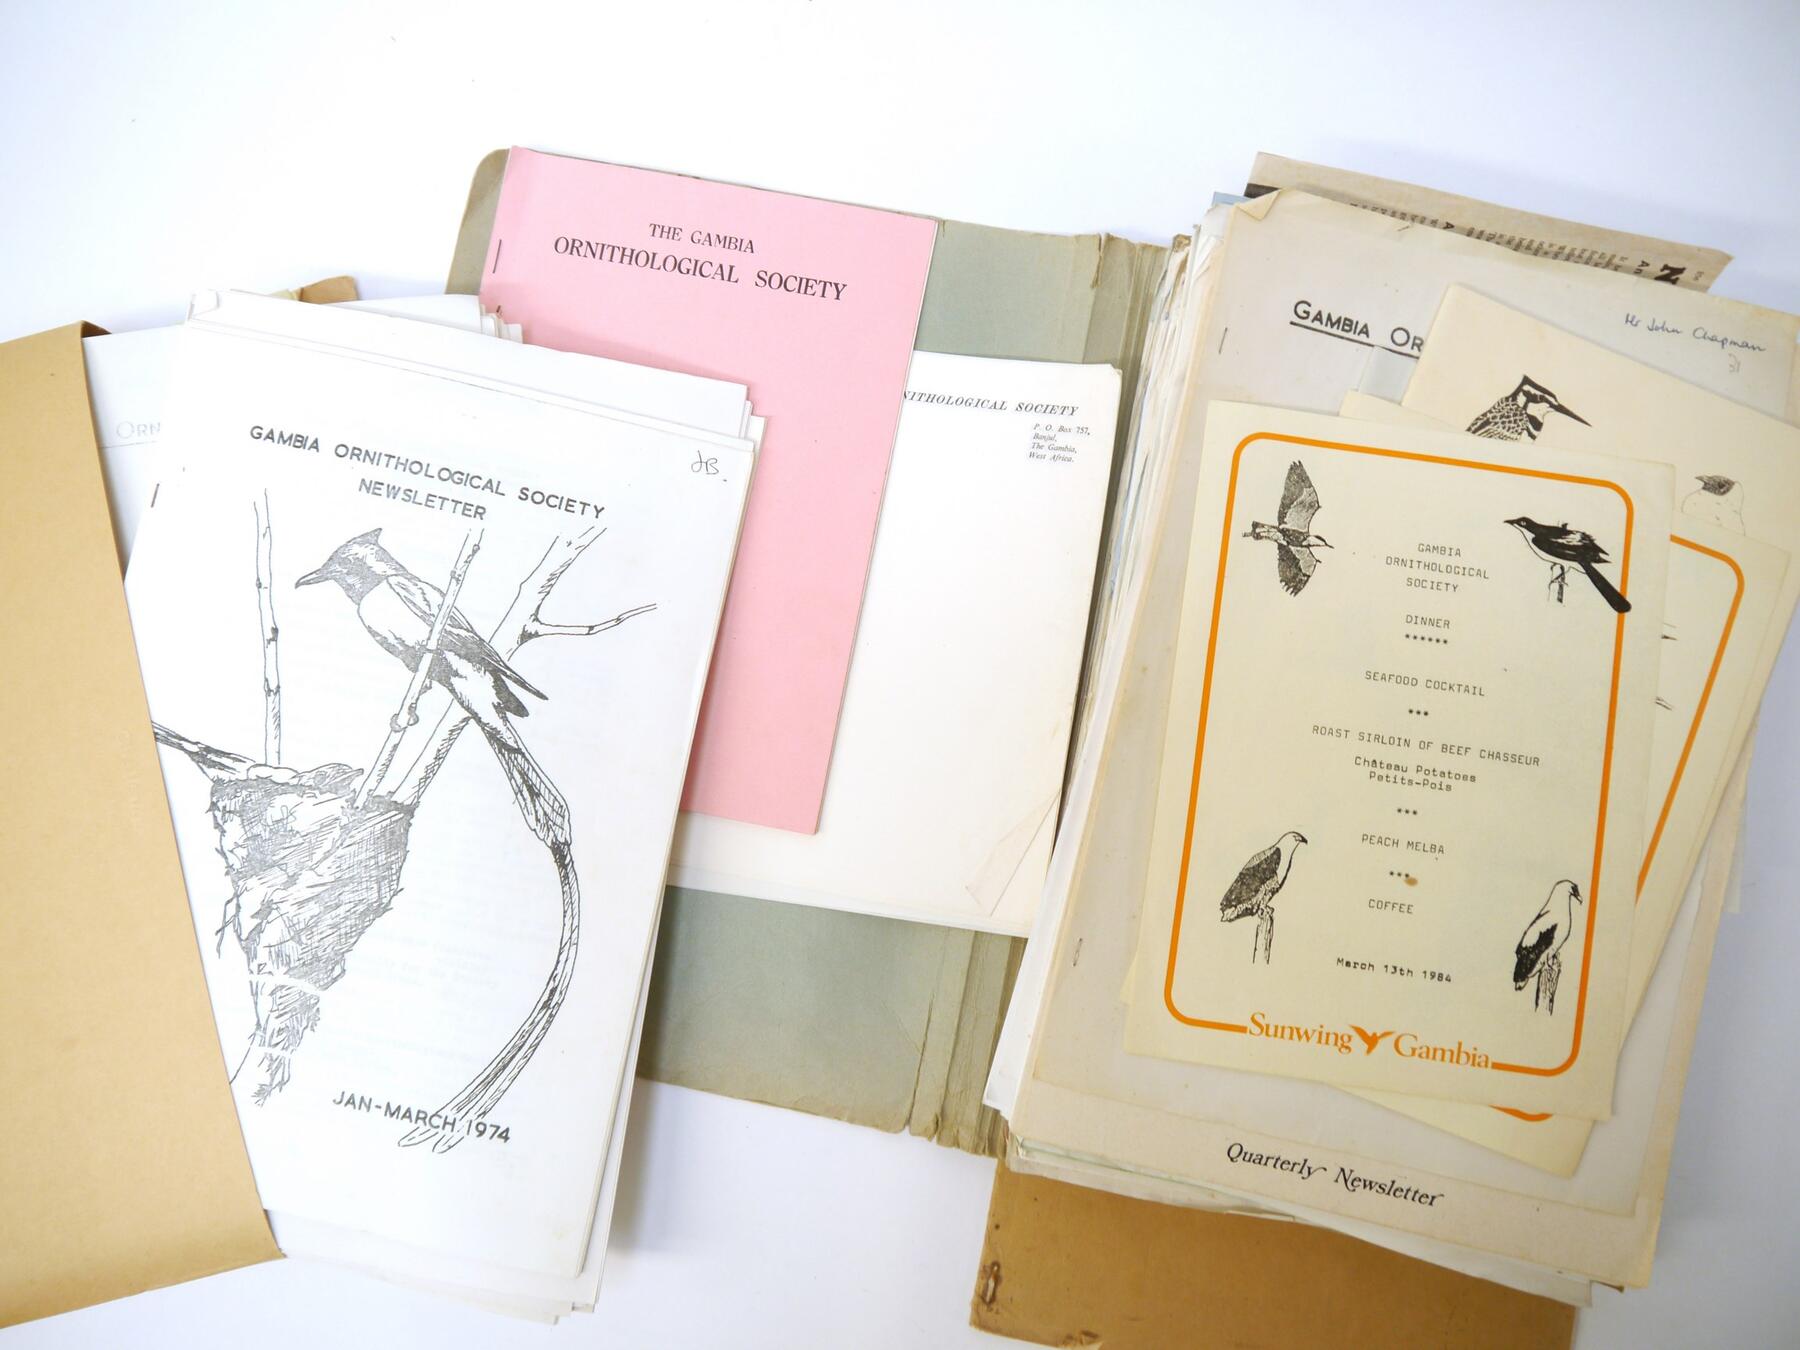 ORN
GAMBIA ORNITHOLOGICAL SOCIETY
NEWSLETTER
JB.
JAN-MARCH 1974
THE GAMBIA
ORNITHOLOGICAL SOCIETY
NITHOLOGICAL SOCIETY
P. O. Box 757,
Banjul,
The Gambia,
West Africa.
GAMBIA OR
Mr John Chapman
31
GAMBIA
ORNITHOLOGICAL
SOCIETY
DINNER
******
SEAFOOD COCKTAIL
***
ROAST SIRLOIN OF BEEF CHASSEUR
Château Potatoes
Petits-Pois
***
PEACH MELBA
***
COFFEE
March 13th 1984
Sunwing Gambia
Quarterly Newsletter